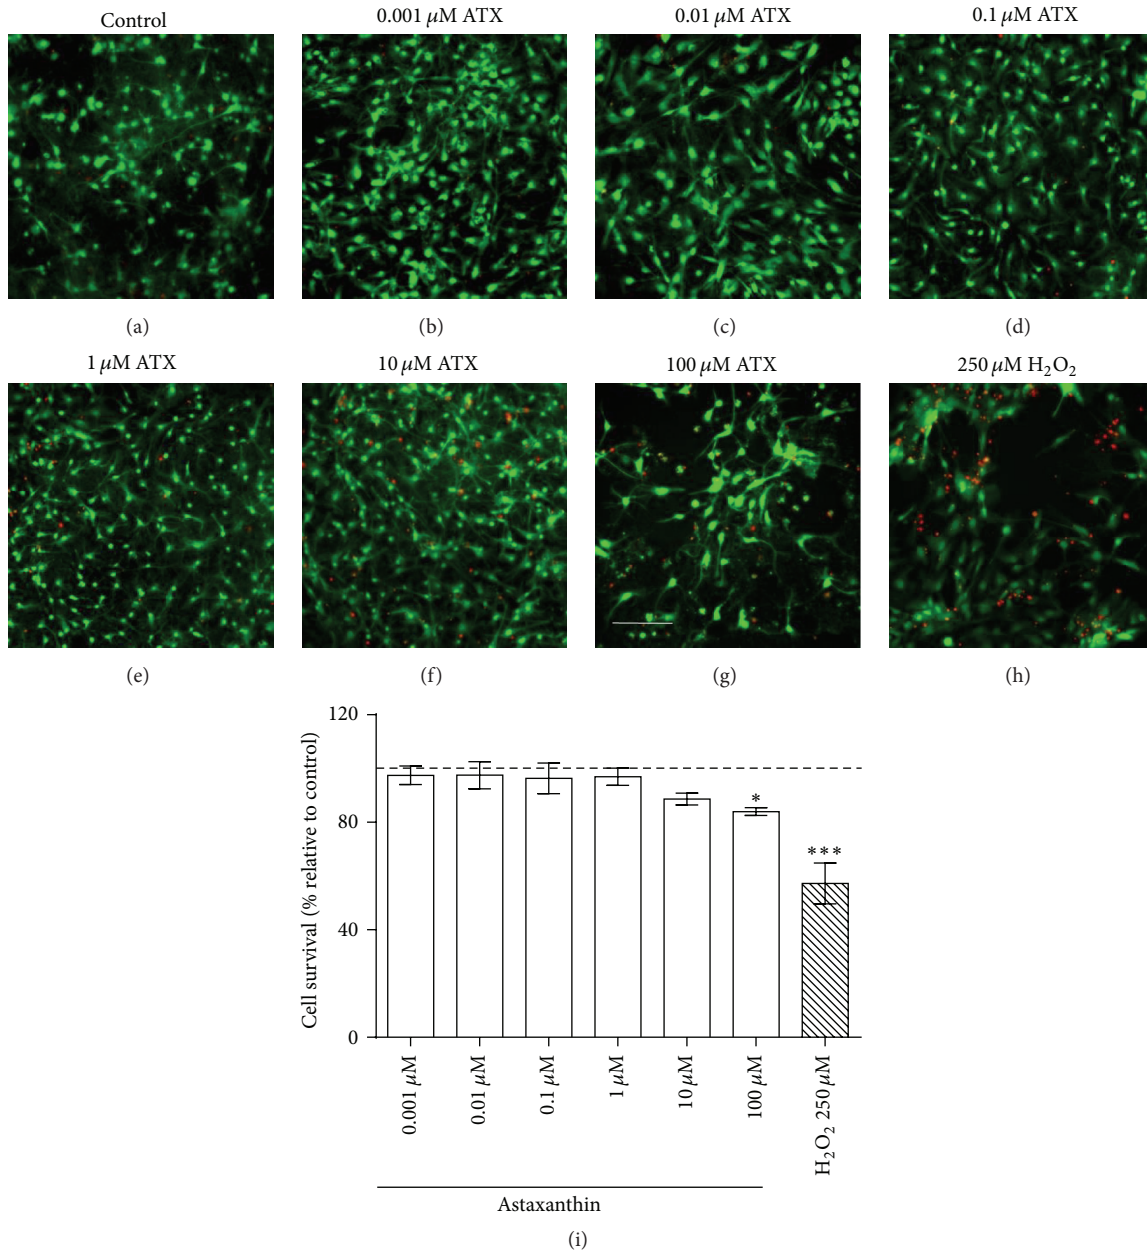 Control
0.001 μM ATX
0.01 μM ATX
0.1 μM ATX
(a)
(b)
(c)
(d)
1 μM ATX
10 μM ATX
100 μM ATX
250 μM H₂O₂
(e)
(f)
(g)
(h)
120
80
40
0
Cell survival (% relative to control)
*
***
0.001 μM
0.01 μM
0.1 μM
1 μM
10 μM
100 μM
H₂O₂ 250 μM
Astaxanthin
(i)